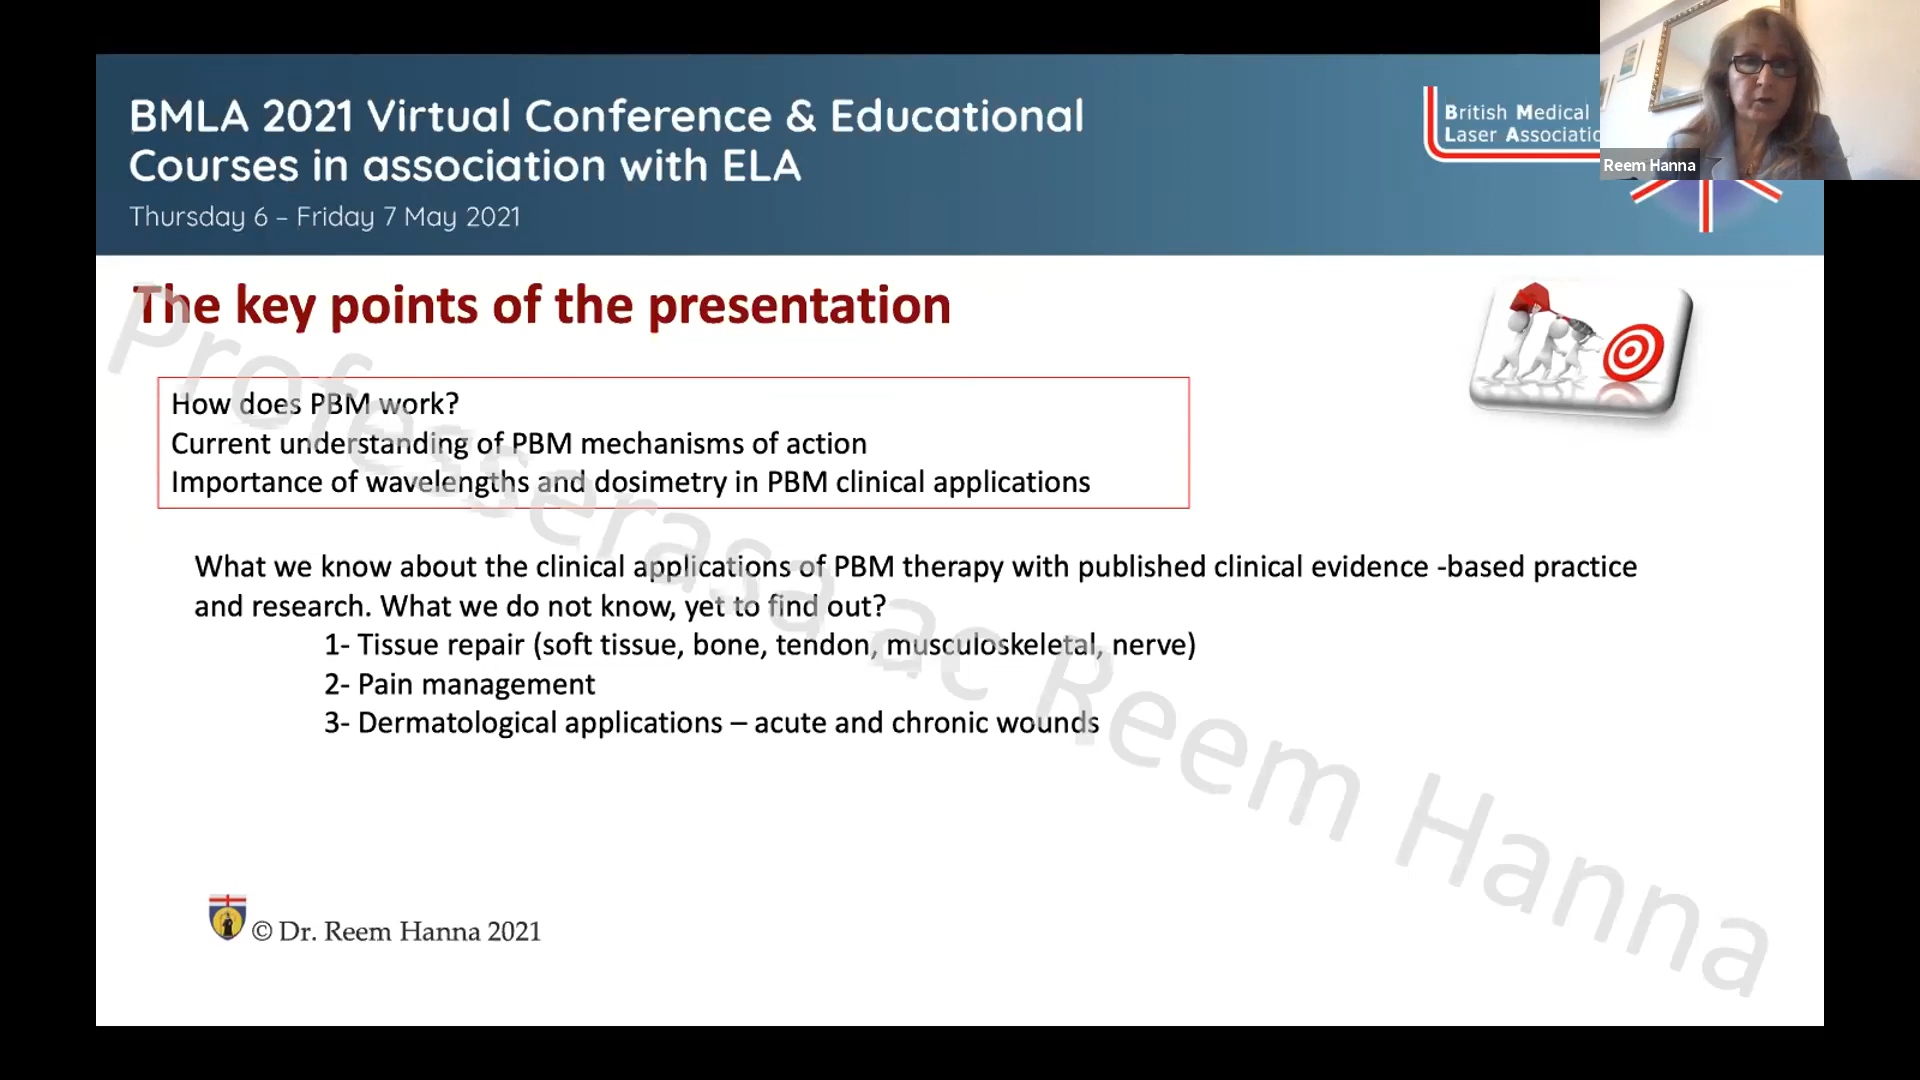 BMLA 2021 Virtual Conference & Educational
Courses in association with ELA
Thursday 6 – Friday 7 May 2021
British Medical
Laser Associatio
Reem Hanna
The key points of the presentation
How does PBM work?
Current understanding of PBM mechanisms of action
Importance of wavelengths and dosimetry in PBM clinical applications
What we know about the clinical applications of PBM therapy with published clinical evidence -based practice
and research. What we do not know, yet to find out?
1- Tissue repair (soft tissue, bone, tendon, musculoskeletal, nerve)
2- Pain management
3- Dermatological applications – acute and chronic wounds
Professerasa ac Reem Hanna
© Dr. Reem Hanna 2021